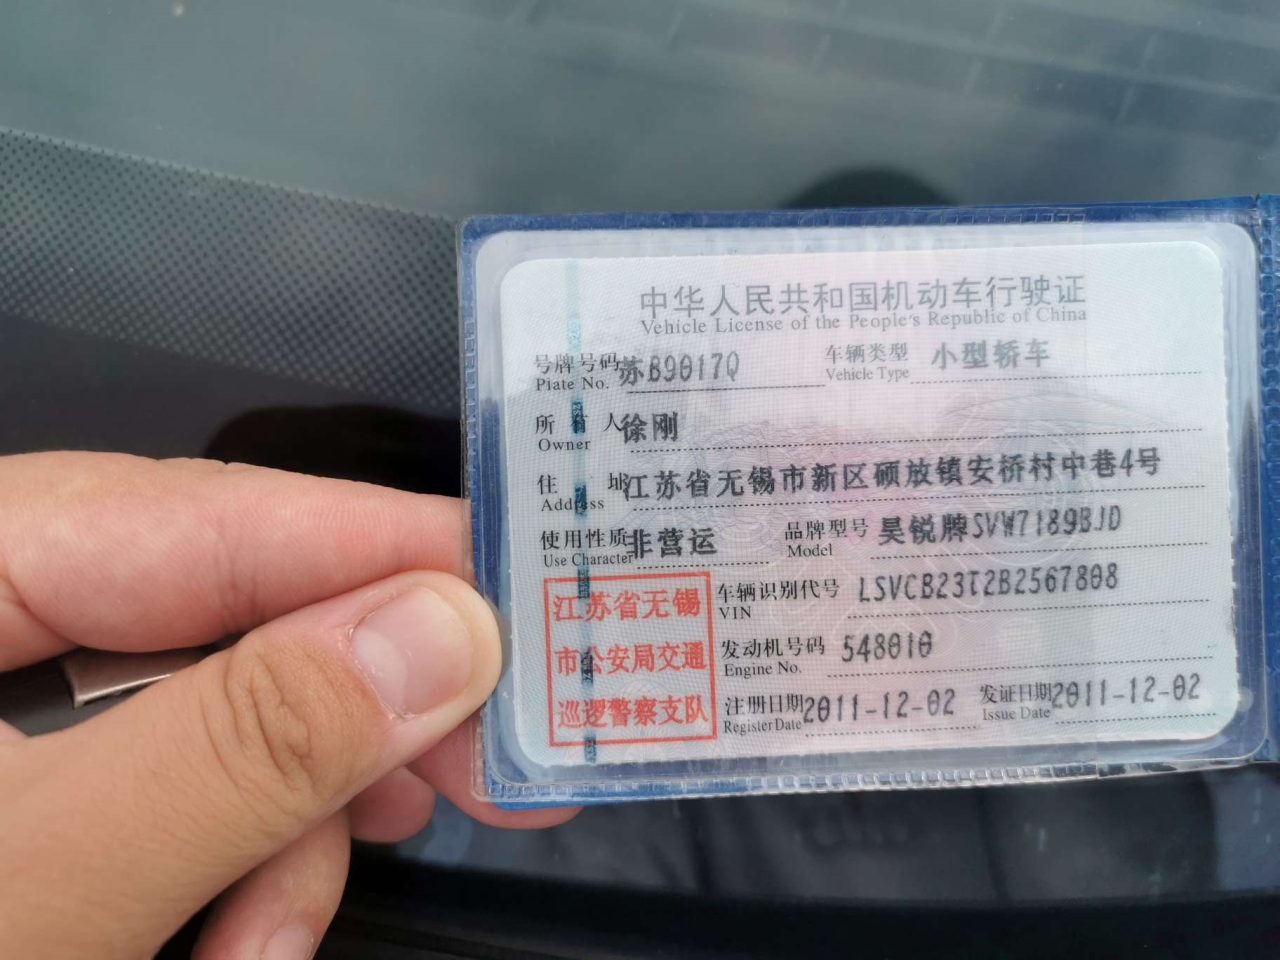 中华人民共和国机动车行驶证
Vehicle License of the People's Republic of China
号牌号码 苏B9017Q 车辆类型 小型轿车
Plate No. Vehicle Type
所有人 徐刚
Owner
住址 江苏省无锡市新区硕放镇安桥村中巷4号
Address
使用性质 非营运 品牌型号 昊锐牌SVW7189BJD
Use Character Model
江苏省无锡
市公安局交通
巡逻警察支队
车辆识别代号 LSVCB23T2B2567808
VIN
发动机号码 548010
Engine No.
注册日期 2011-12-02 发证日期 2011-12-02
Register Date Issue Date